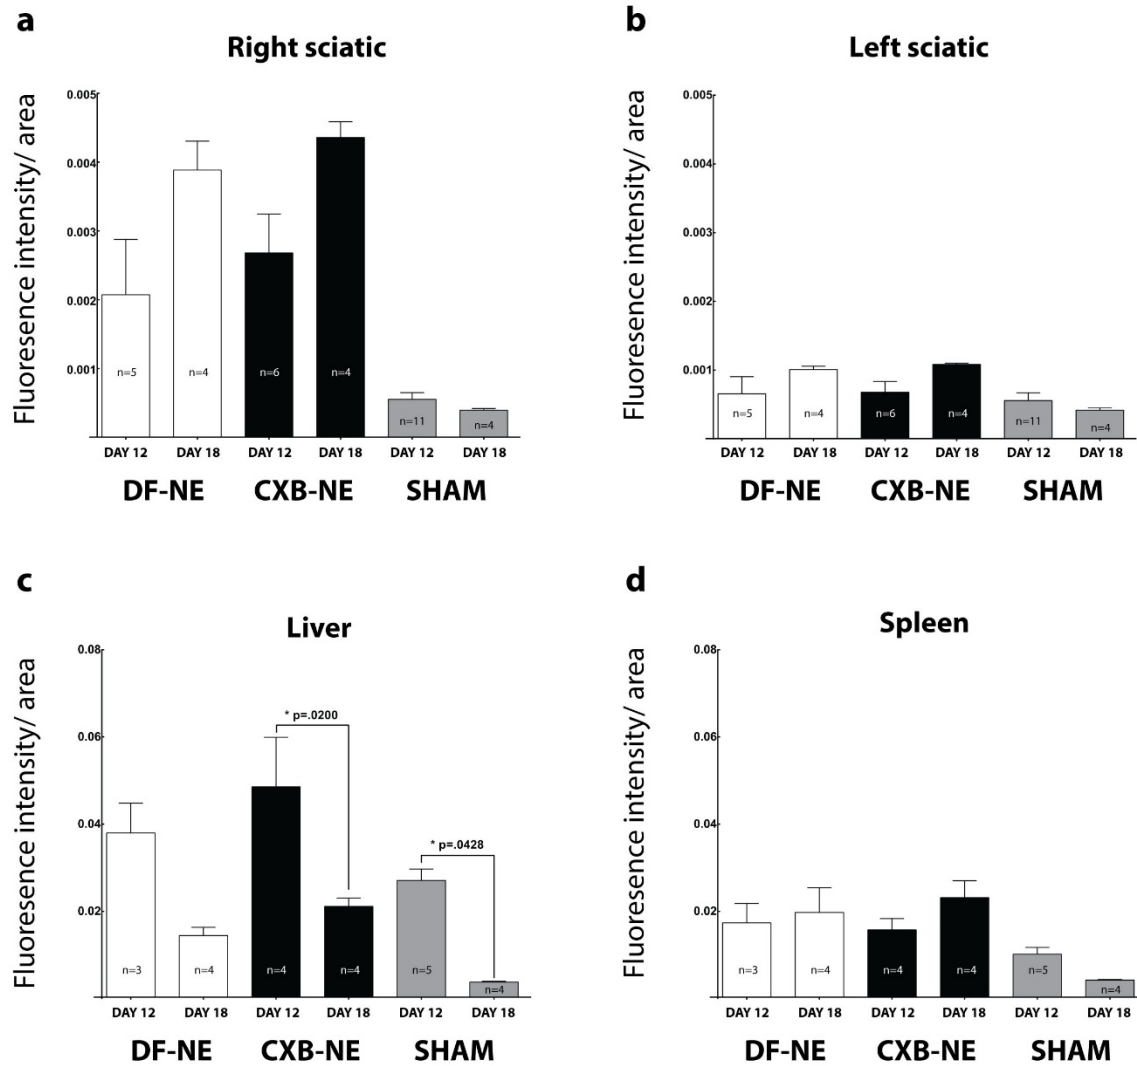 a
Right sciatic
Fluoresence intensity/ area
0.005
0.004
0.003
0.002
0.001
n=5
n=4
n=6
n=4
n=11
n=4
DAY 12
DAY 18
DAY 12
DAY 18
DAY 12
DAY 18
DF-NE
CXB-NE
SHAM
b
Left sciatic
Fluoresence intensity/ area
0.005
0.004
0.003
0.002
0.001
n=5
n=4
n=6
n=4
n=11
n=4
DAY 12
DAY 18
DAY 12
DAY 18
DAY 12
DAY 18
DF-NE
CXB-NE
SHAM
c
Liver
Fluoresence intensity/ area
0.08
0.06
0.04
0.02
* p=.0200
* p=.0428
n=3
n=4
n=4
n=4
n=5
n=4
DAY 12
DAY 18
DAY 12
DAY 18
DAY 12
DAY 18
DF-NE
CXB-NE
SHAM
d
Spleen
Fluoresence intensity/ area
0.08
0.06
0.04
0.02
n=3
n=4
n=4
n=4
n=5
n=4
DAY 12
DAY 18
DAY 12
DAY 18
DAY 12
DAY 18
DF-NE
CXB-NE
SHAM